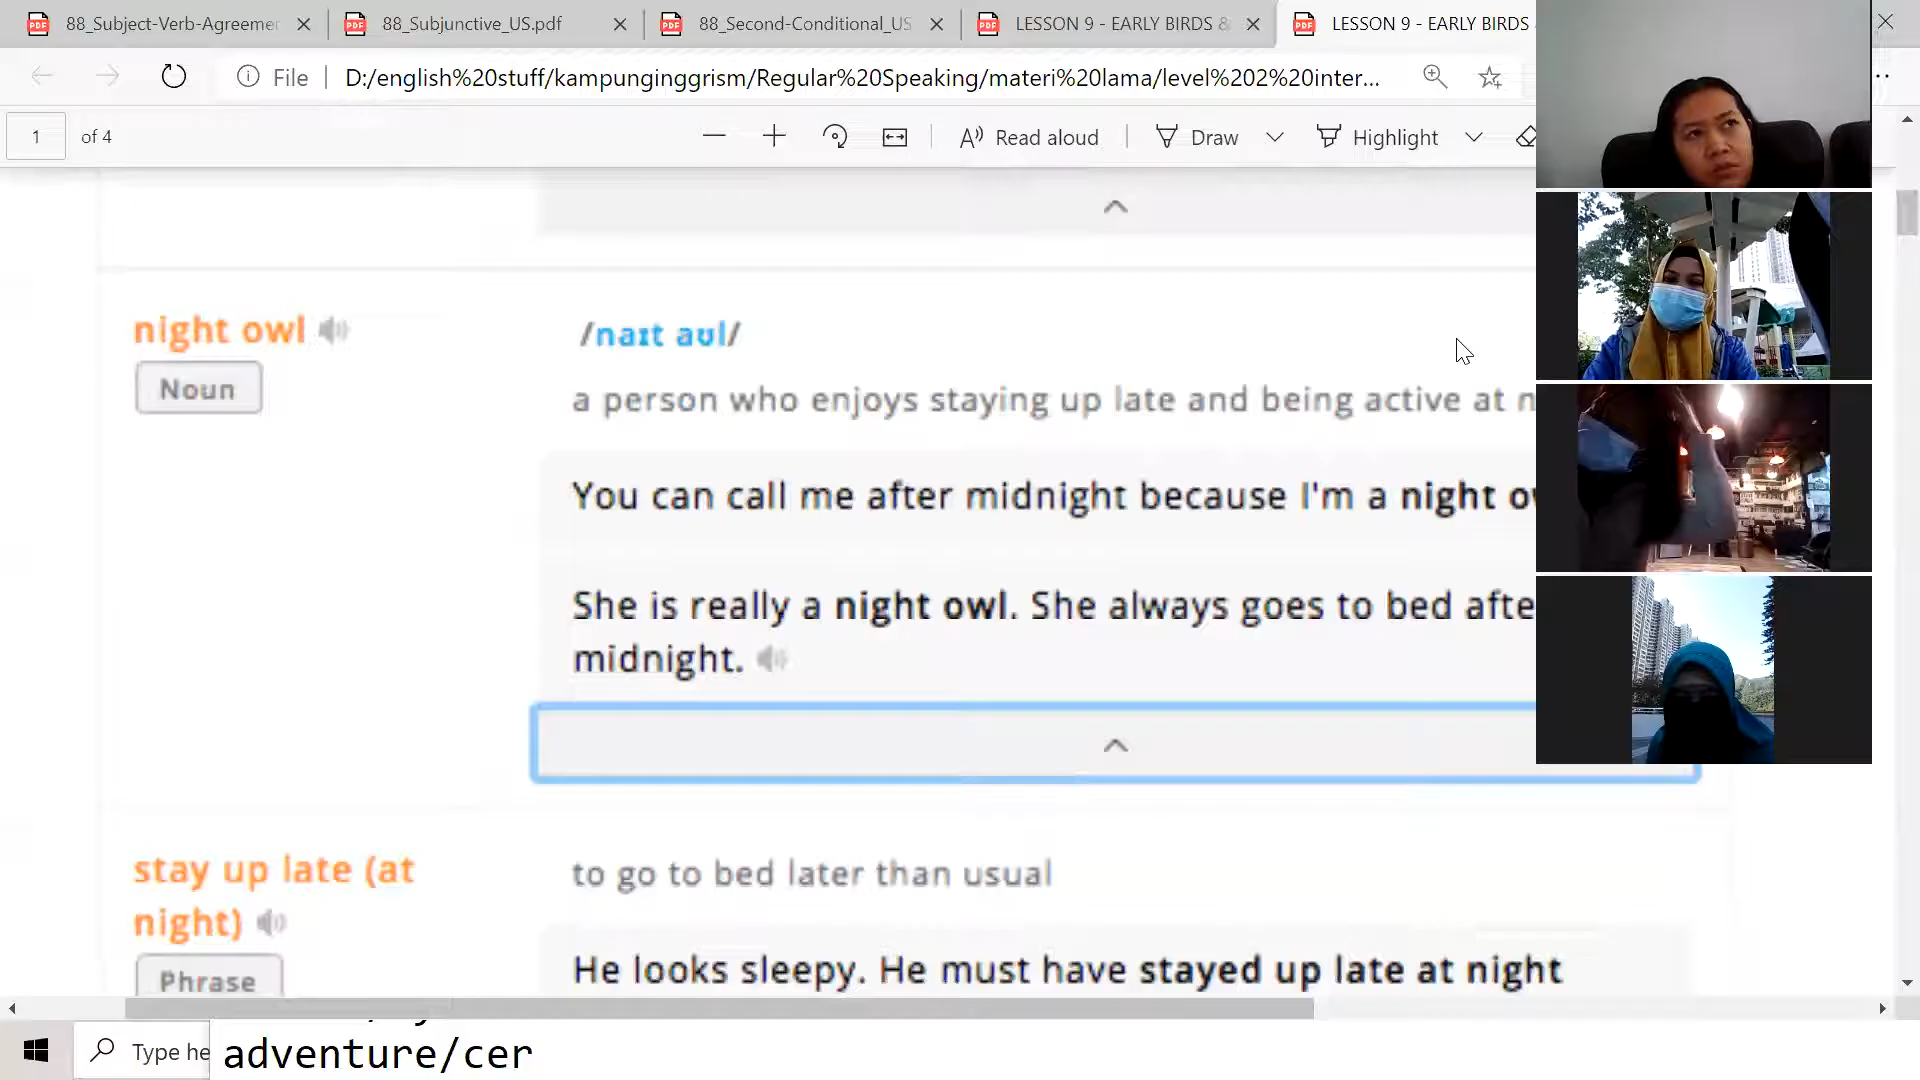 88_Subject-Verb-Agreemer
88_Subjunctive_US.pdf
88_Second-Conditional_US
LESSON 9 - EARLY BIRDS &
LESSON 9 - EARLY BIRDS
File
D:/english%20stuff/kampunginggrism/Regular%20Speaking/materi%20lama/level%202%20inter...
1 of 4
Read aloud
Draw
Highlight
night owl
/naɪt aʊl/
Noun
a person who enjoys staying up late and being active at n
You can call me after midnight because I'm a night ow
She is really a night owl. She always goes to bed afte
midnight.
stay up late (at
night)
to go to bed later than usual
Phrase
He looks sleepy. He must have stayed up late at night
Type he
adventure/cer